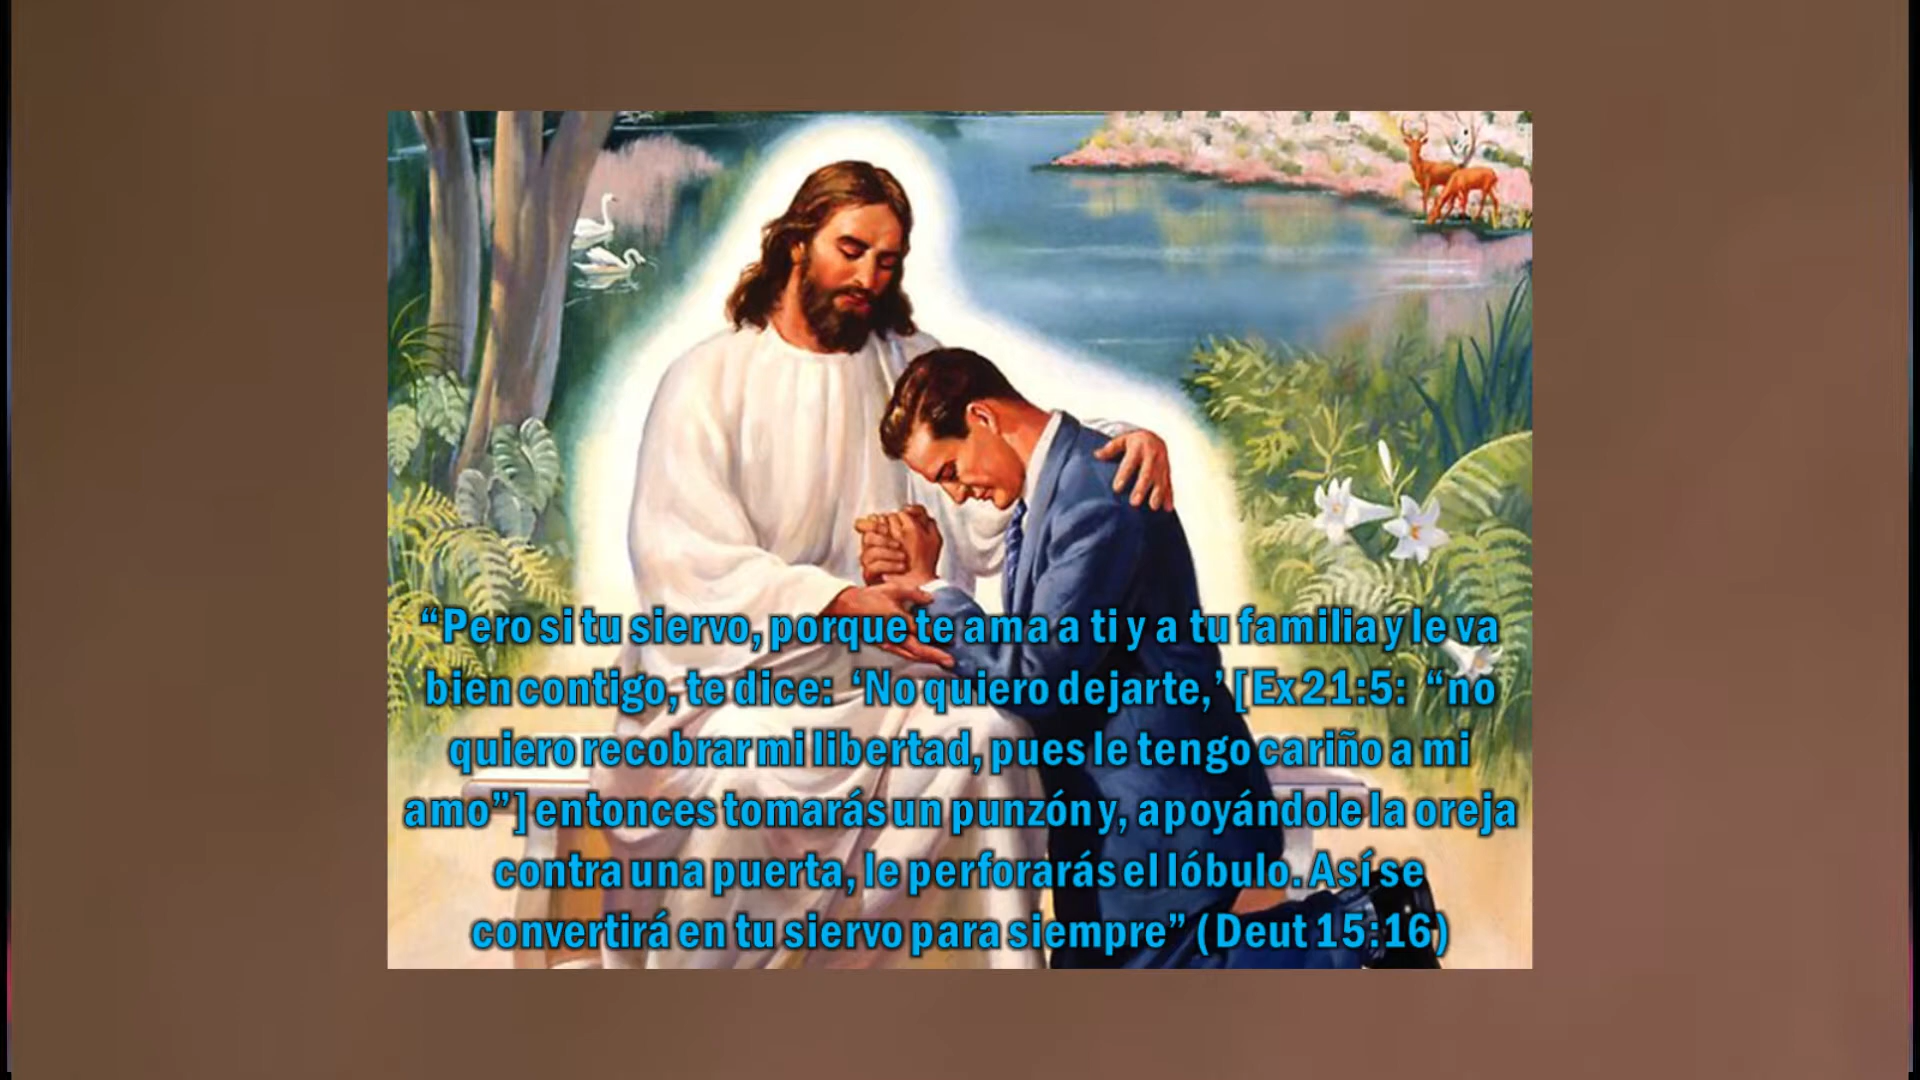 “Pero si tu siervo, porque te ama a ti y a tu familia y le va
bien contigo, te dice: ‘No quiero dejarte,’ [Ex 21:5: “no
quiero recobrar mi libertad, pues le tengo cariño a mi
amo”] entonces tomarás un punzón y, apoyándole la oreja
contra una puerta, le perforarás el lóbulo. Así se
convertirá en tu siervo para siempre” (Deut 15:16)